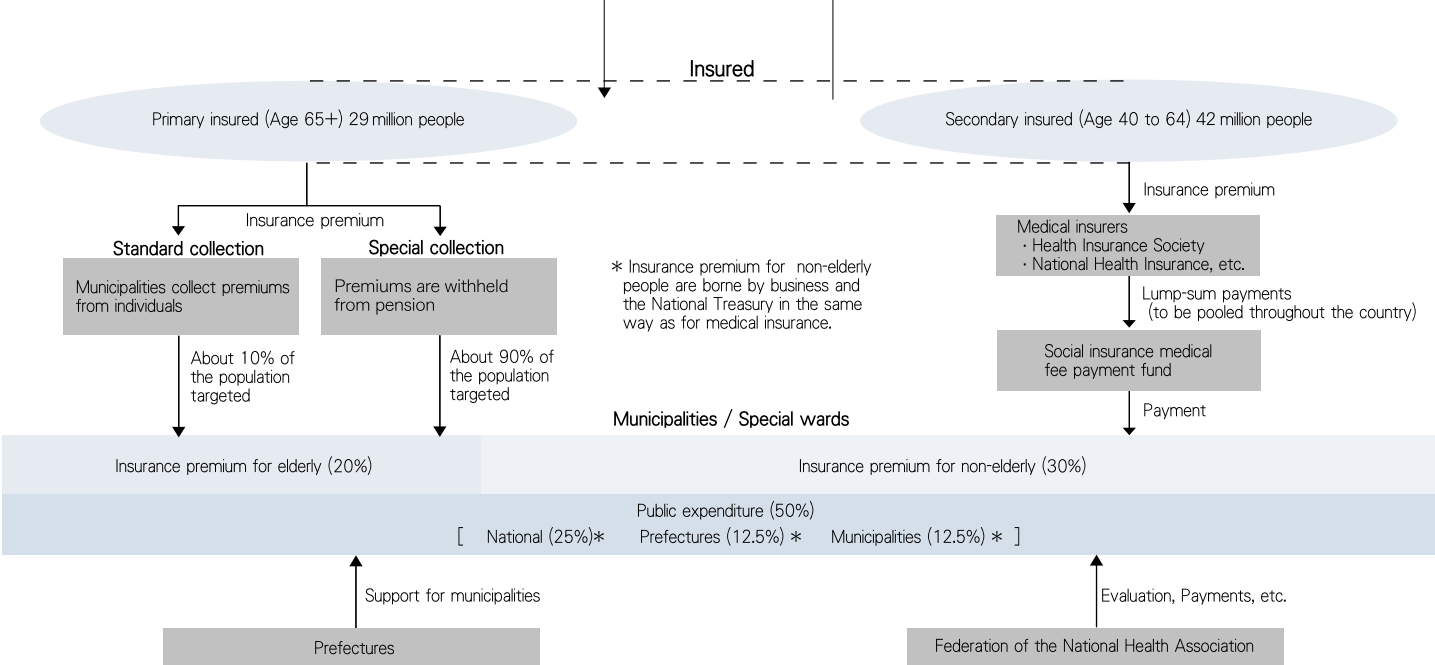 Insured
Primary insured (Age 65+) 29 million people
Secondary insured (Age 40 to 64) 42 million people
Insurance premium
Standard collection
Special collection
Municipalities collect premiums
from individuals
Premiums are withheld
from pension
About 10% of
the population
targeted
About 90% of
the population
targeted
* Insurance premium for non-elderly
people are borne by business and
the National Treasury in the same
way as for medical insurance.
Insurance premium
Medical insurers
・Health Insurance Society
・National Health Insurance, etc.
Lump-sum payments
(to be pooled throughout the country)
Social insurance medical
fee payment fund
Payment
Municipalities / Special wards
Insurance premium for elderly (20%)
Insurance premium for non-elderly (30%)
Public expenditure (50%)
[ National (25%)* Prefectures (12.5%) * Municipalities (12.5%) * ]
Support for municipalities
Evaluation, Payments, etc.
Prefectures
Federation of the National Health Association